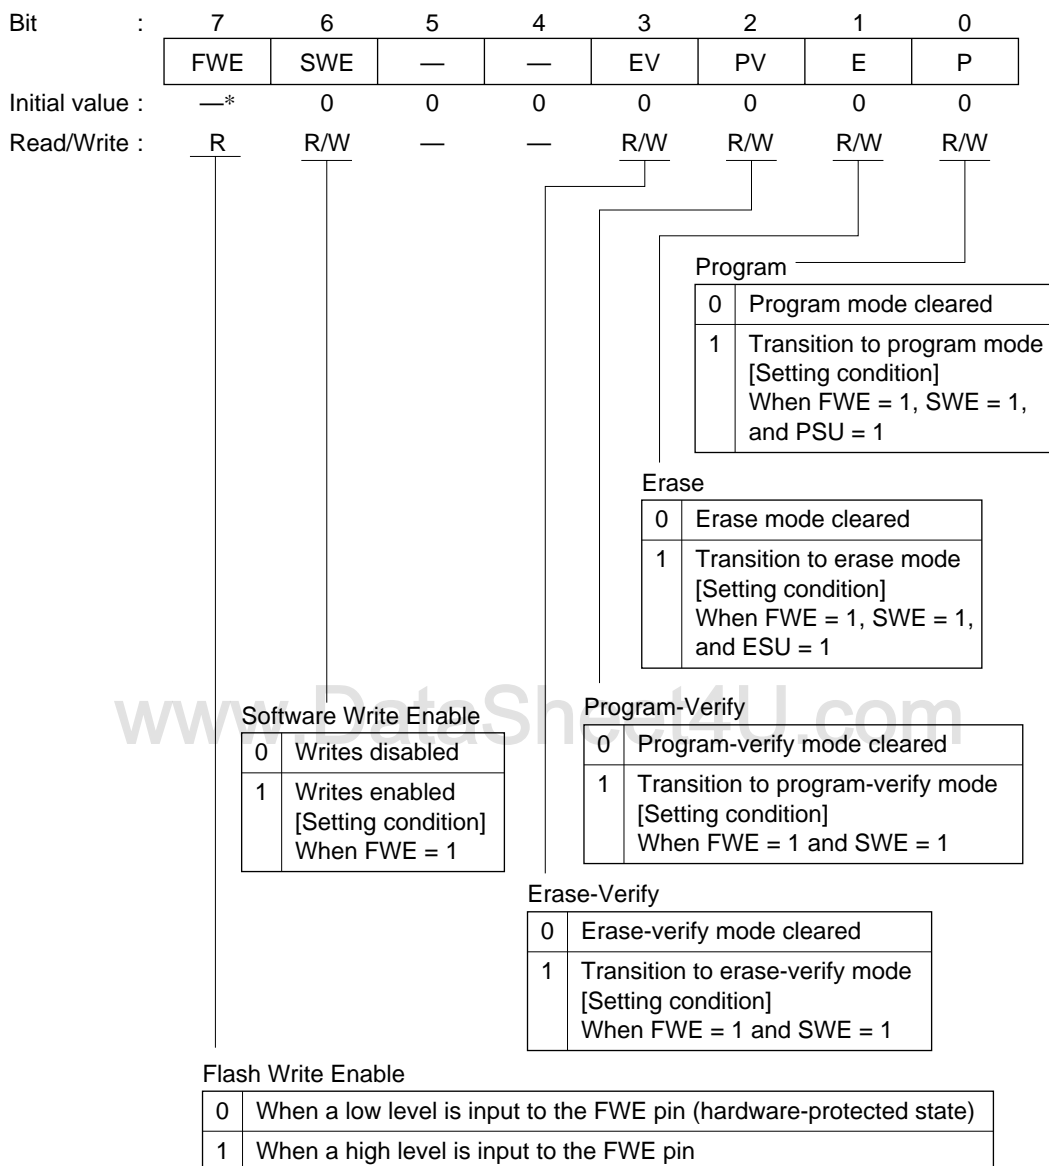 Bit : 7 6 5 4 3 2 1 0
FWE SWE — — EV PV E P
Initial value : —* 0 0 0 0 0 0 0
Read/Write : R R/W — — R/W R/W R/W R/W
Program
0 Program mode cleared
1 Transition to program mode
[Setting condition]
When FWE = 1, SWE = 1,
and PSU = 1
Erase
0 Erase mode cleared
1 Transition to erase mode
[Setting condition]
When FWE = 1, SWE = 1,
and ESU = 1
www.DataSheet4U.com
Software Write Enable
0 Writes disabled
1 Writes enabled
[Setting condition]
When FWE = 1
Program-Verify
0 Program-verify mode cleared
1 Transition to program-verify mode
[Setting condition]
When FWE = 1 and SWE = 1
Erase-Verify
0 Erase-verify mode cleared
1 Transition to erase-verify mode
[Setting condition]
When FWE = 1 and SWE = 1
Flash Write Enable
0 When a low level is input to the FWE pin (hardware-protected state)
1 When a high level is input to the FWE pin